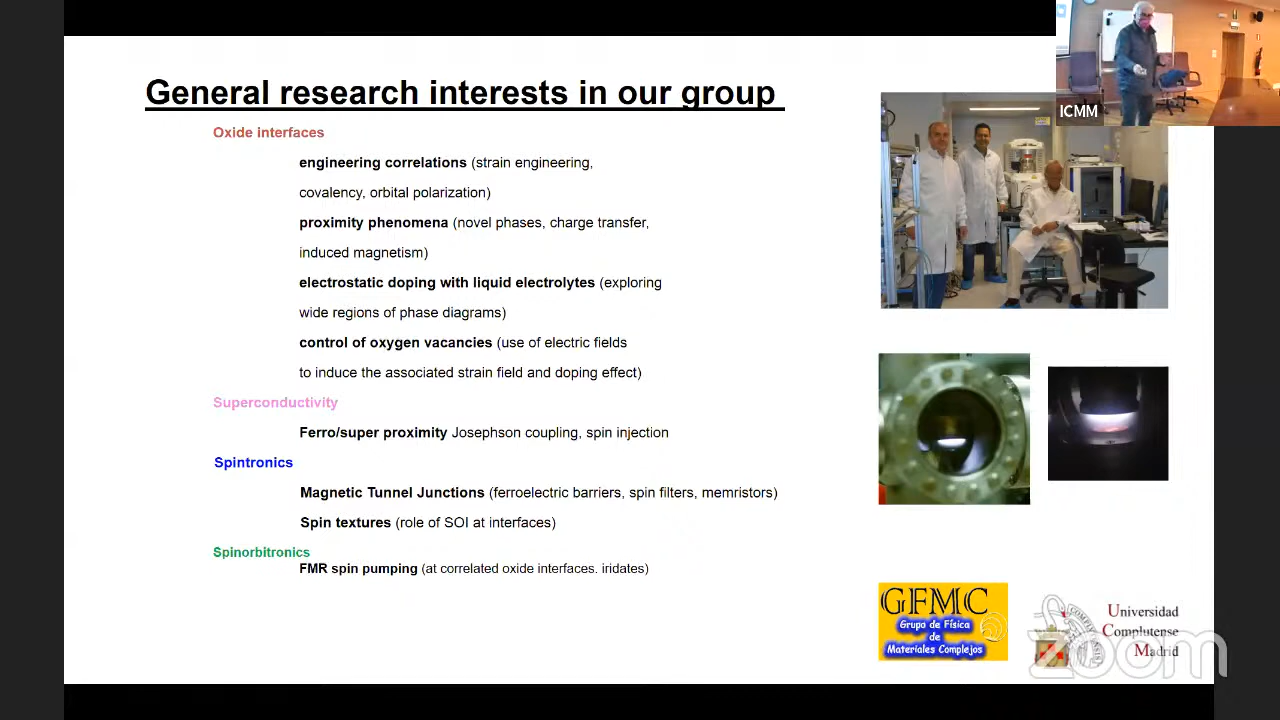 General research interests in our group
ICMM
Oxide interfaces
engineering correlations (strain engineering,
covalency, orbital polarization)
proximity phenomena (novel phases, charge transfer,
induced magnetism)
electrostatic doping with liquid electrolytes (exploring
wide regions of phase diagrams)
control of oxygen vacancies (use of electric fields
to induce the associated strain field and doping effect)
Superconductivity
Ferro/super proximity Josephson coupling, spin injection
Spintronics
Magnetic Tunnel Junctions (ferroelectric barriers, spin filters, memristors)
Spin textures (role of SOI at interfaces)
Spinorbitronics
FMR spin pumping (at correlated oxide interfaces. iridates)
GFMC
Grupo de Física
de
Materiales Complejos
Universidad
Complutense
Madrid
zoom